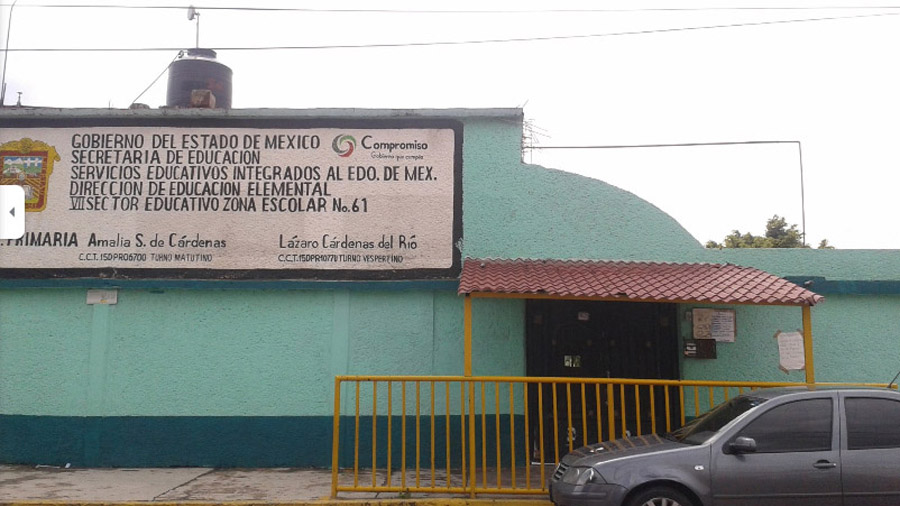 GOBIERNO DEL ESTADO DE MEXICO
SECRETARIA DE EDUCACION
SERVICIOS EDUCATIVOS INTEGRADOS AL EDO. DE MEX.
DIRECCION DE EDUCACION ELEMENTAL
VII SECTOR EDUCATIVO ZONA ESCOLAR No. 61
Compromiso
Gobierno que cumple
PRIMARIA Amalia S. de Cárdenas
C.C.T. 15DPR0670O TURNO MATUTINO
Lázaro Cárdenas del Río
C.C.T. 15DPR1077U TURNO VESPERTINO